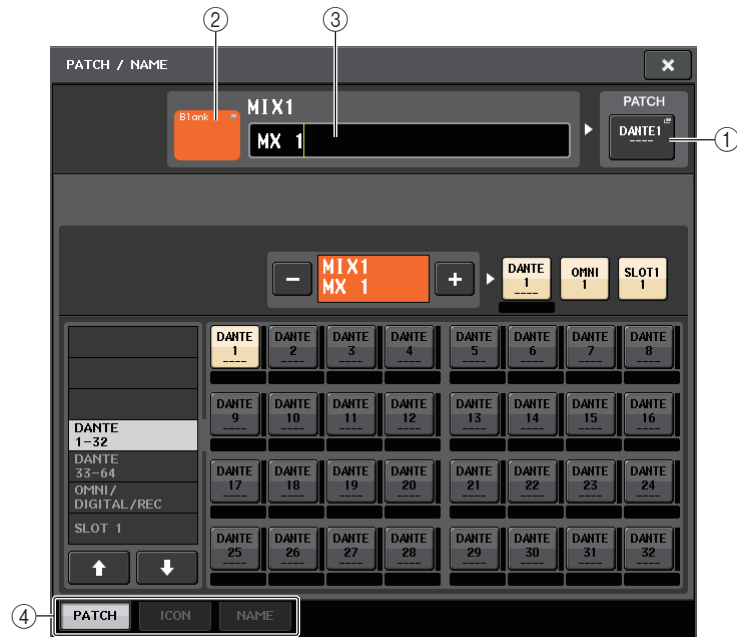 ②
③
PATCH / NAME
×
Blank
MIX1
MX 1
PATCH
DANTE1
----
①
MIX1
MX 1
DANTE
1
----
OMNI
1
SLOT1
1
DANTE
1-32
DANTE
33-64
OMNI/
DIGITAL/REC
SLOT 1
DANTE DANTE DANTE DANTE DANTE DANTE DANTE DANTE
1 2 3 4 5 6 7 8
---- ---- ---- ---- ---- ---- ---- ----
DANTE DANTE DANTE DANTE DANTE DANTE DANTE DANTE
9 10 11 12 13 14 15 16
---- ---- ---- ---- ---- ---- ---- ----
DANTE DANTE DANTE DANTE DANTE DANTE DANTE DANTE
17 18 19 20 21 22 23 24
---- ---- ---- ---- ---- ---- ---- ----
DANTE DANTE DANTE DANTE DANTE DANTE DANTE DANTE
25 26 27 28 29 30 31 32
---- ---- ---- ---- ---- ---- ---- ----
④
PATCH ICON NAME